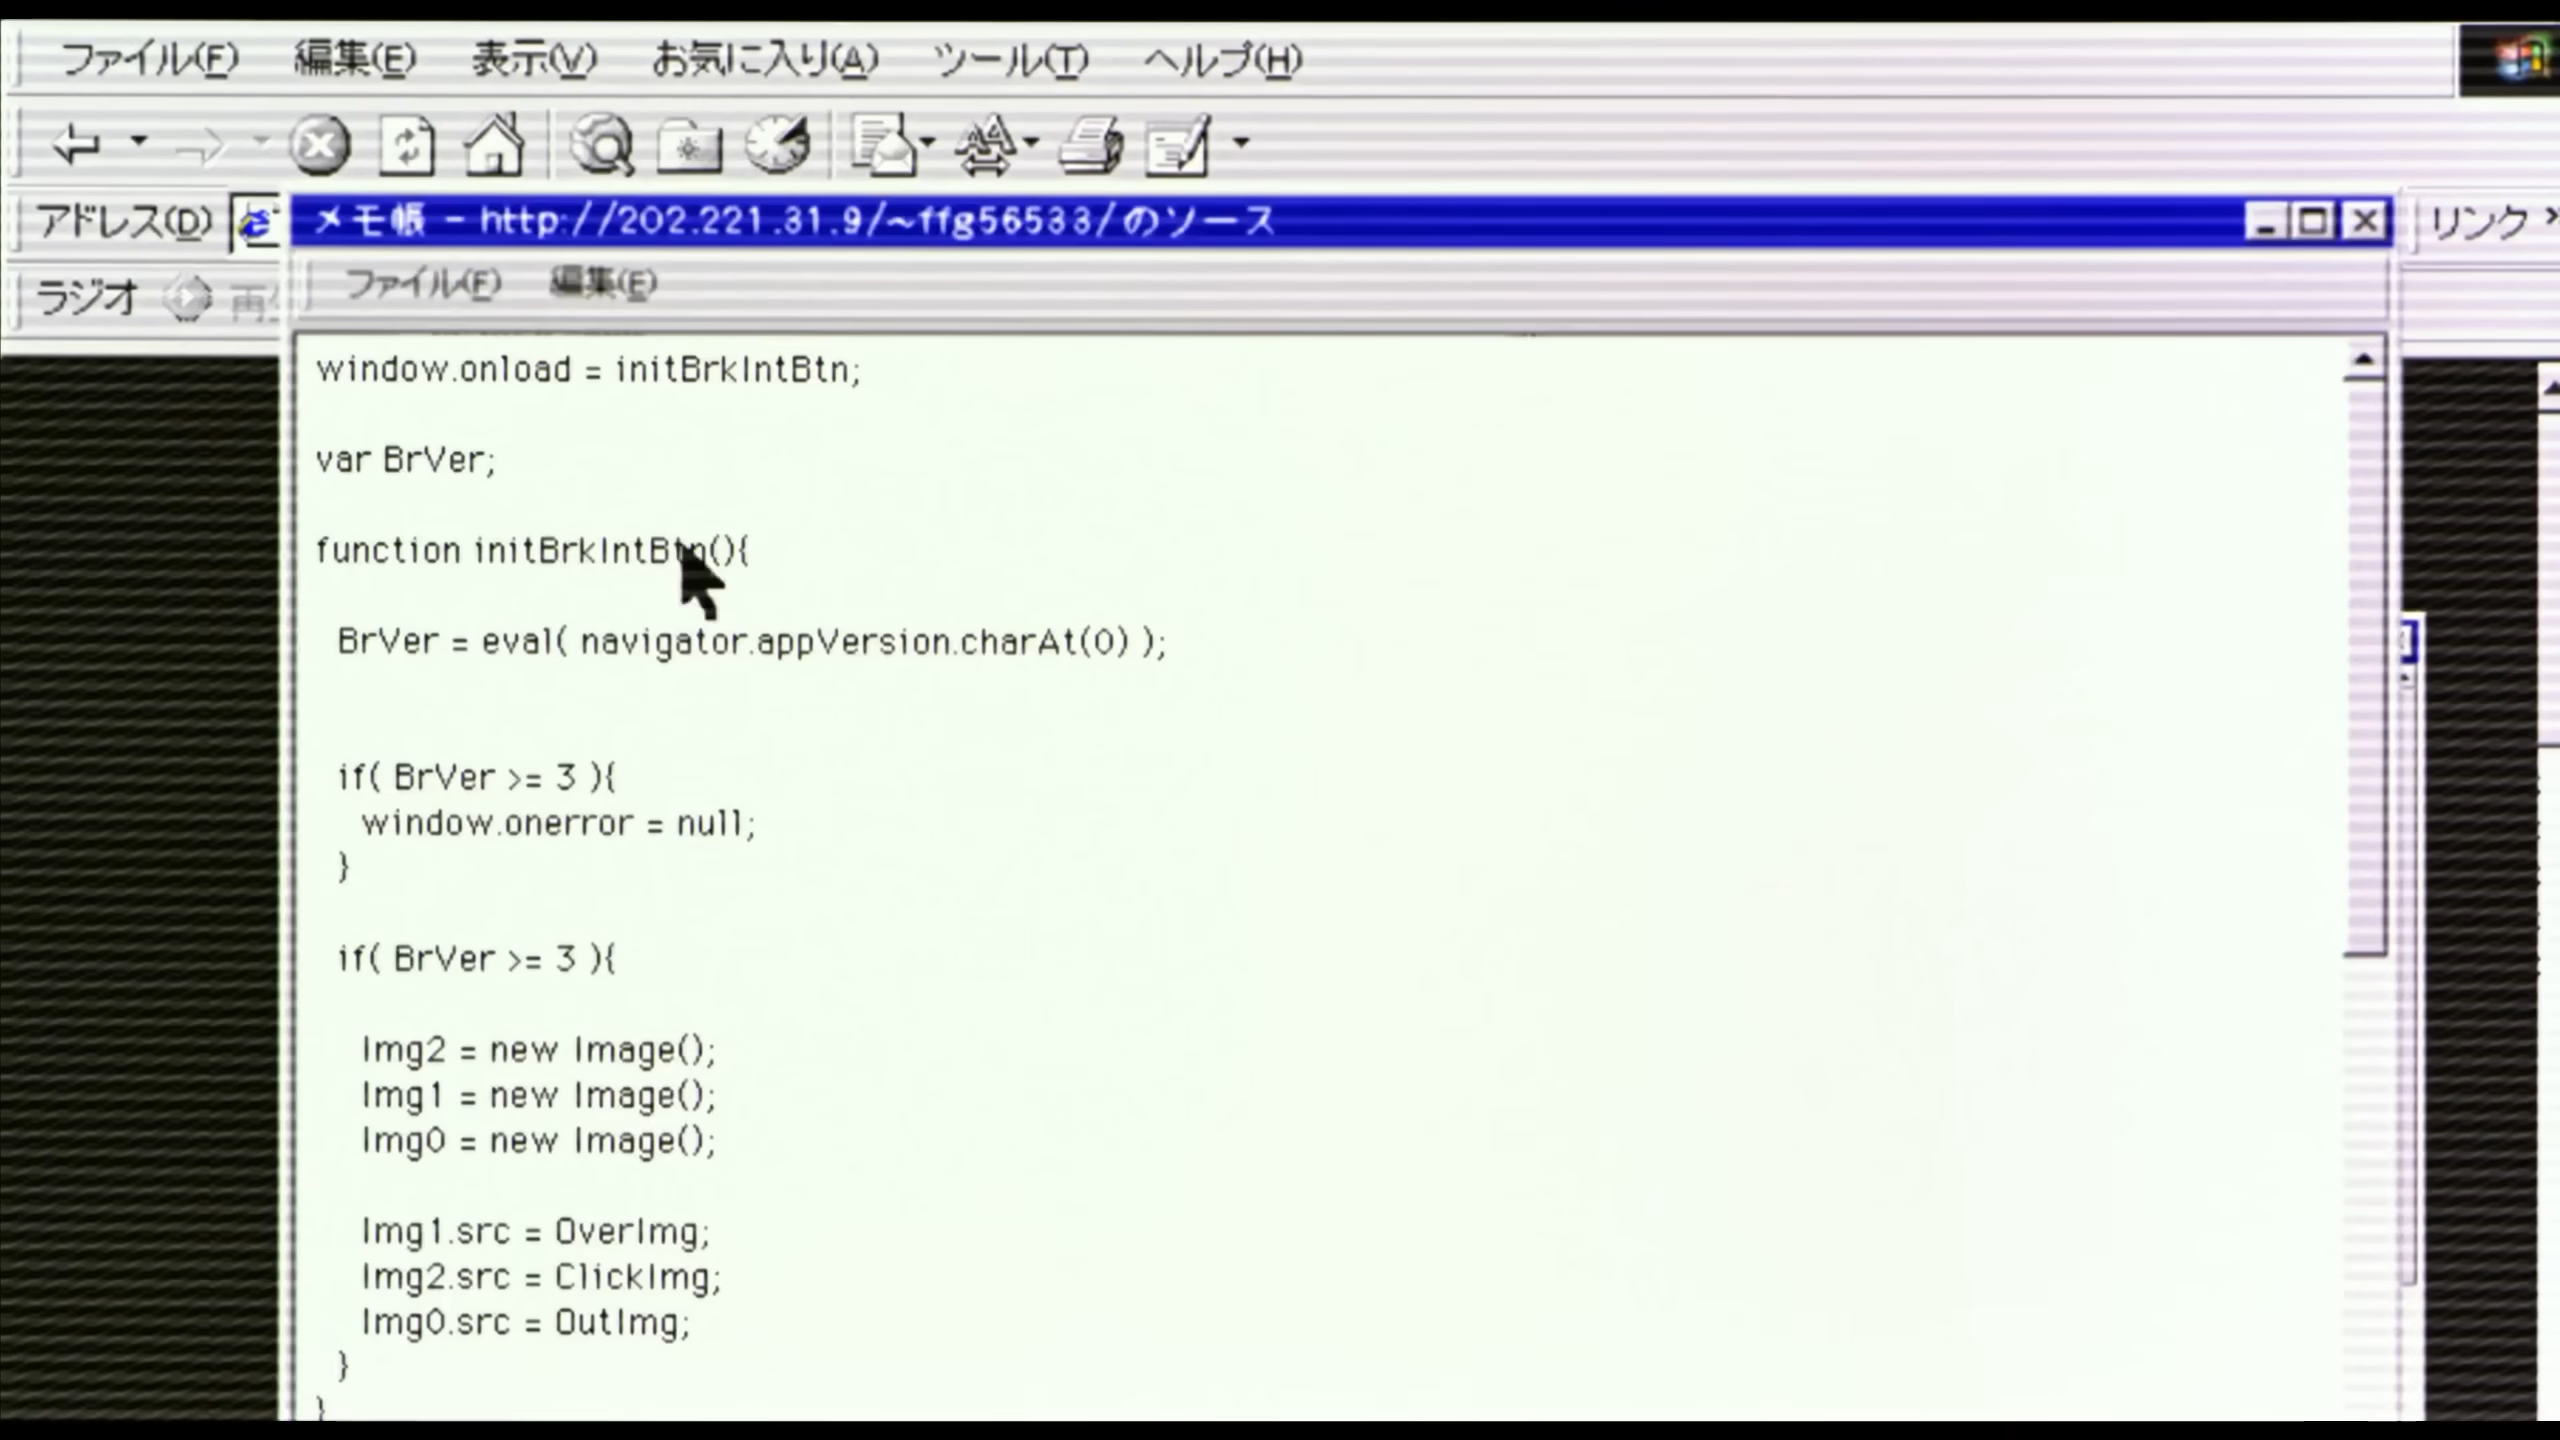 ファイル(F) 編集(E) 表示(V) お気に入り(A) ツール(T) ヘルプ(H)
アドレス(D) メモ帳 - http://202.221.31.9/~ffg56533/のソース リンク »
ラジオ ファイル(F) 編集(E)
window.onload = initBrkIntBtn;
var BrVer;
function initBrkIntBtn(){
BrVer = eval( navigator.appVersion.charAt(0) );
if( BrVer >= 3 ){
window.onerror = null;
}
if( BrVer >= 3 ){
Img2 = new Image();
Img1 = new Image();
Img0 = new Image();
Img1.src = OverImg;
Img2.src = ClickImg;
Img0.src = OutImg;
}
}